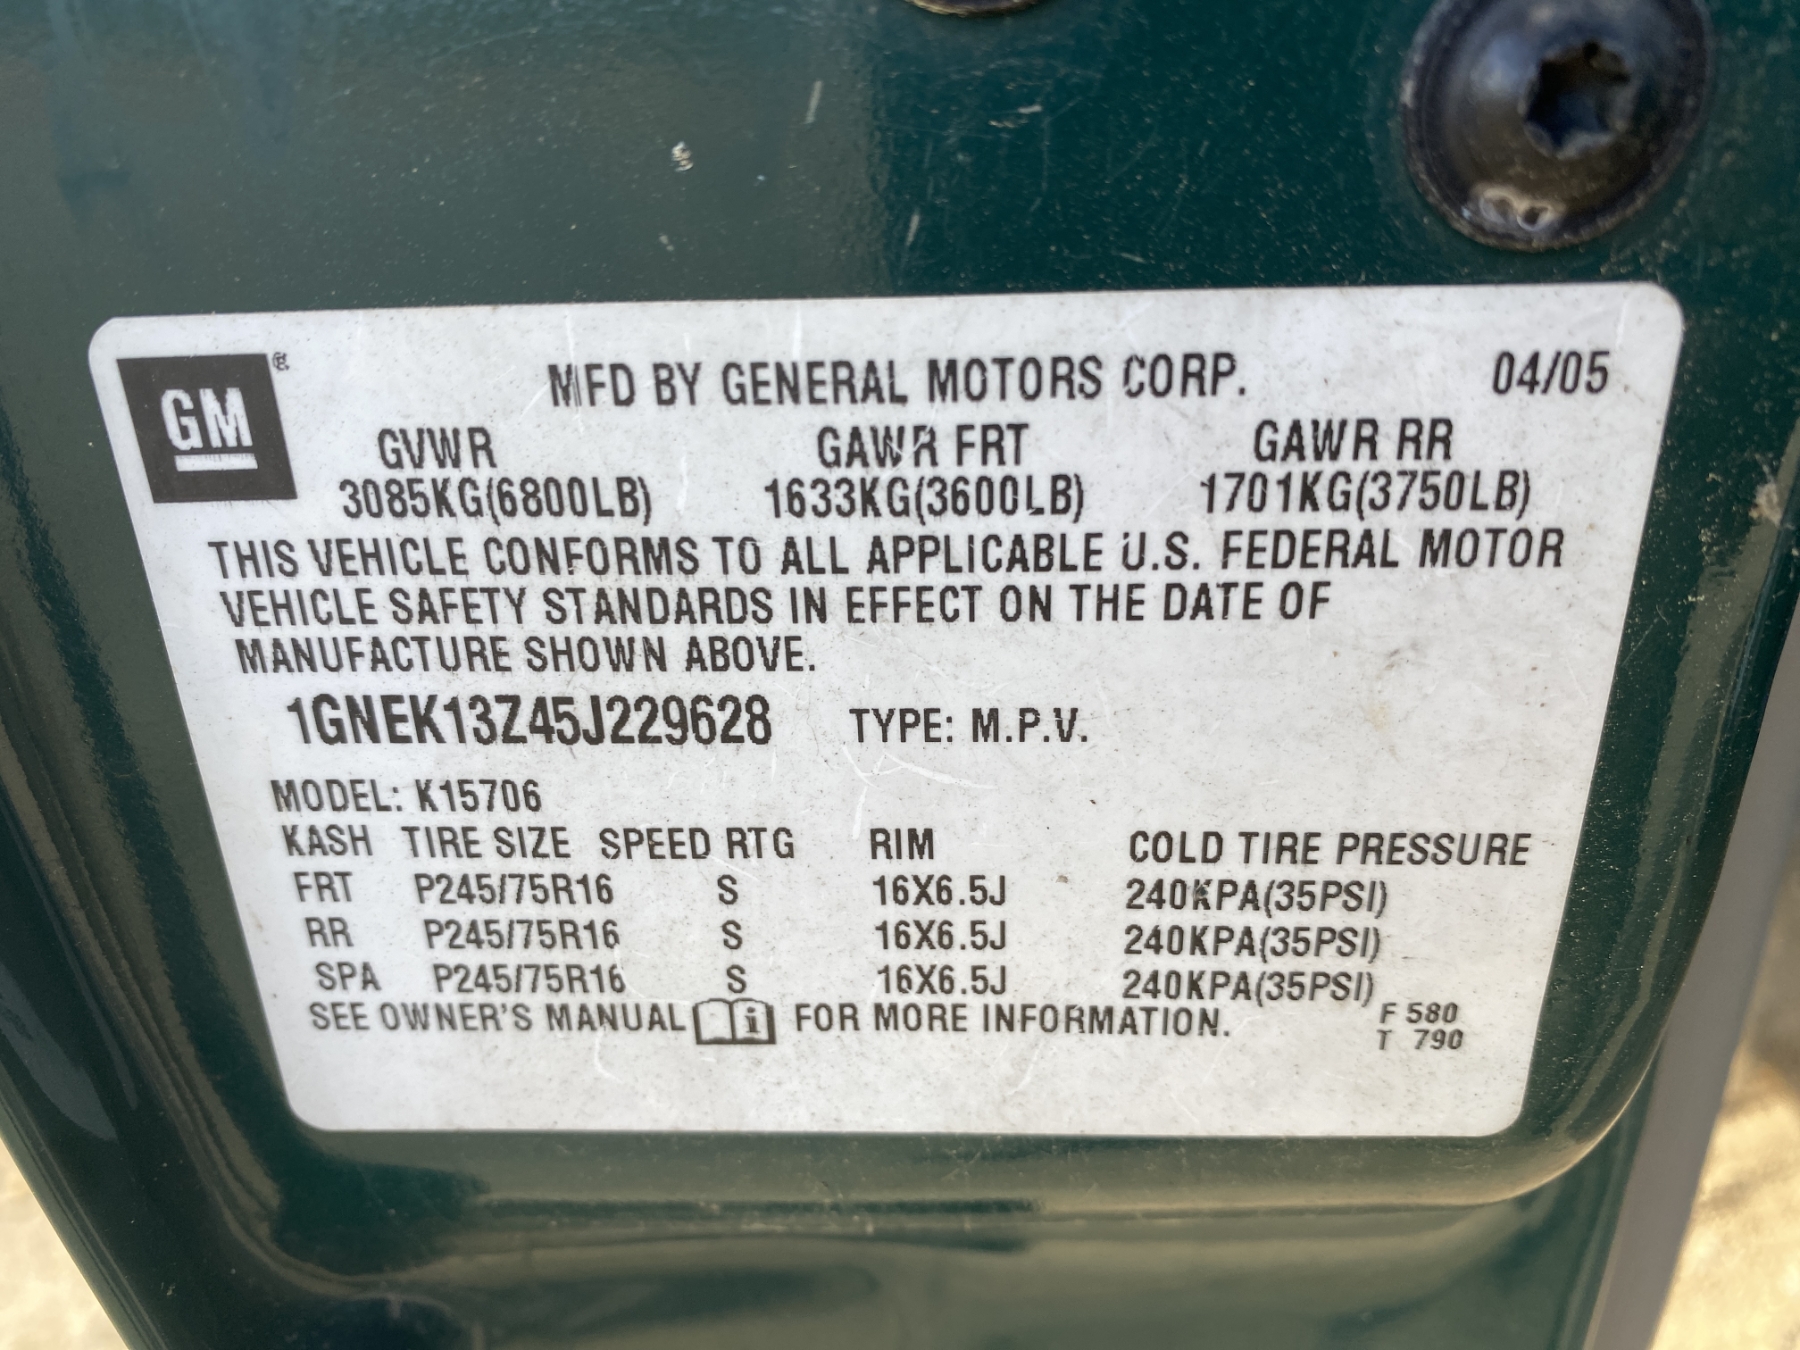 GM ®
MFD BY GENERAL MOTORS CORP. 04/05
GVWR GAWR FRT GAWR RR
3085KG(6800LB) 1633KG(3600LB) 1701KG(3750LB)
THIS VEHICLE CONFORMS TO ALL APPLICABLE U.S. FEDERAL MOTOR
VEHICLE SAFETY STANDARDS IN EFFECT ON THE DATE OF
MANUFACTURE SHOWN ABOVE.
1GNEK13Z45J229628 TYPE: M.P.V.
MODEL: K15706
KASH TIRE SIZE SPEED RTG RIM COLD TIRE PRESSURE
FRT P245/75R16 S 16X6.5J 240KPA(35PSI)
RR P245/75R16 S 16X6.5J 240KPA(35PSI)
SPA P245/75R16 S 16X6.5J 240KPA(35PSI)
SEE OWNER'S MANUAL i FOR MORE INFORMATION. F 580
T 790